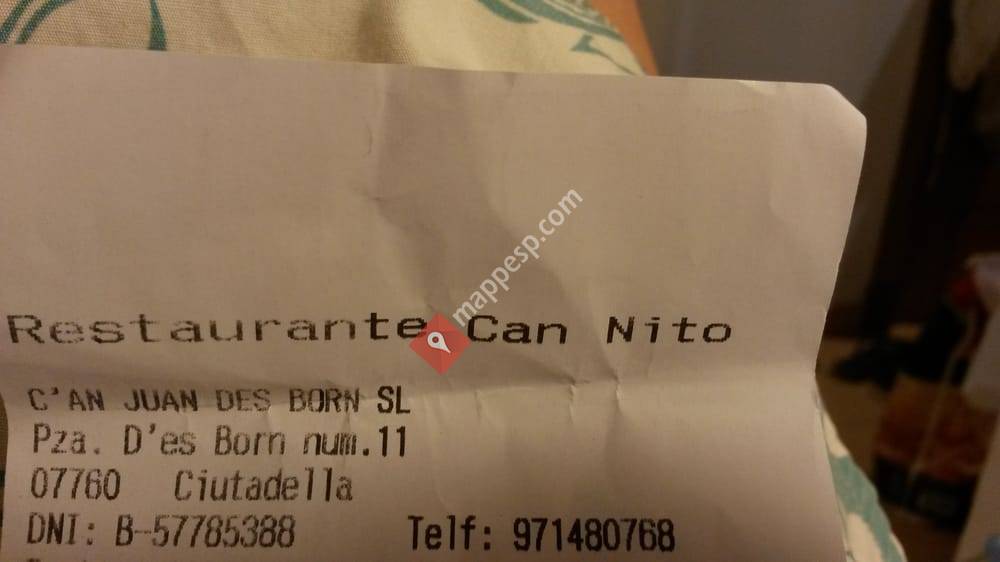 mappesp.com
Restaurante Can Nito
C'AN JUAN DES BORN SL
Pza. D'es Born num.11
07760 Ciutadella
DNI: B-57785388 Telf: 971480768